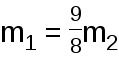 m₁ = 9/8 m₂